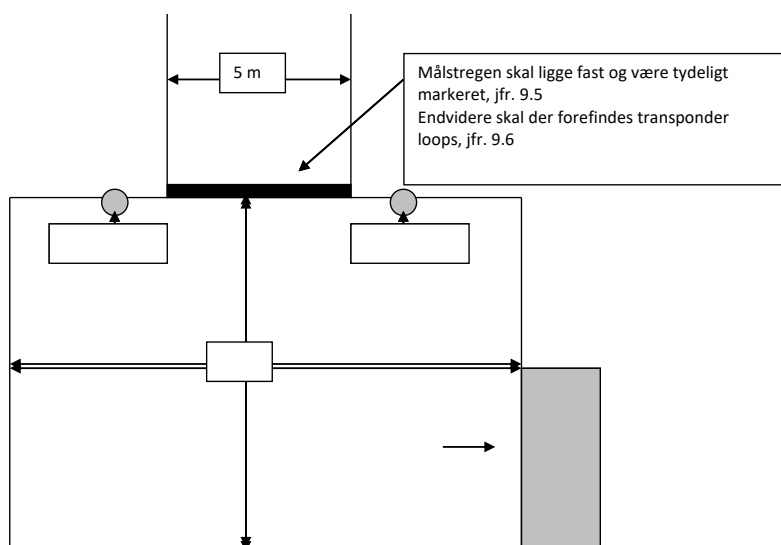 5 m
Målstregen skal ligge fast og være tydeligt
markeret, jfr. 9.5
Endvidere skal der forefindes transponder
loops, jfr. 9.6